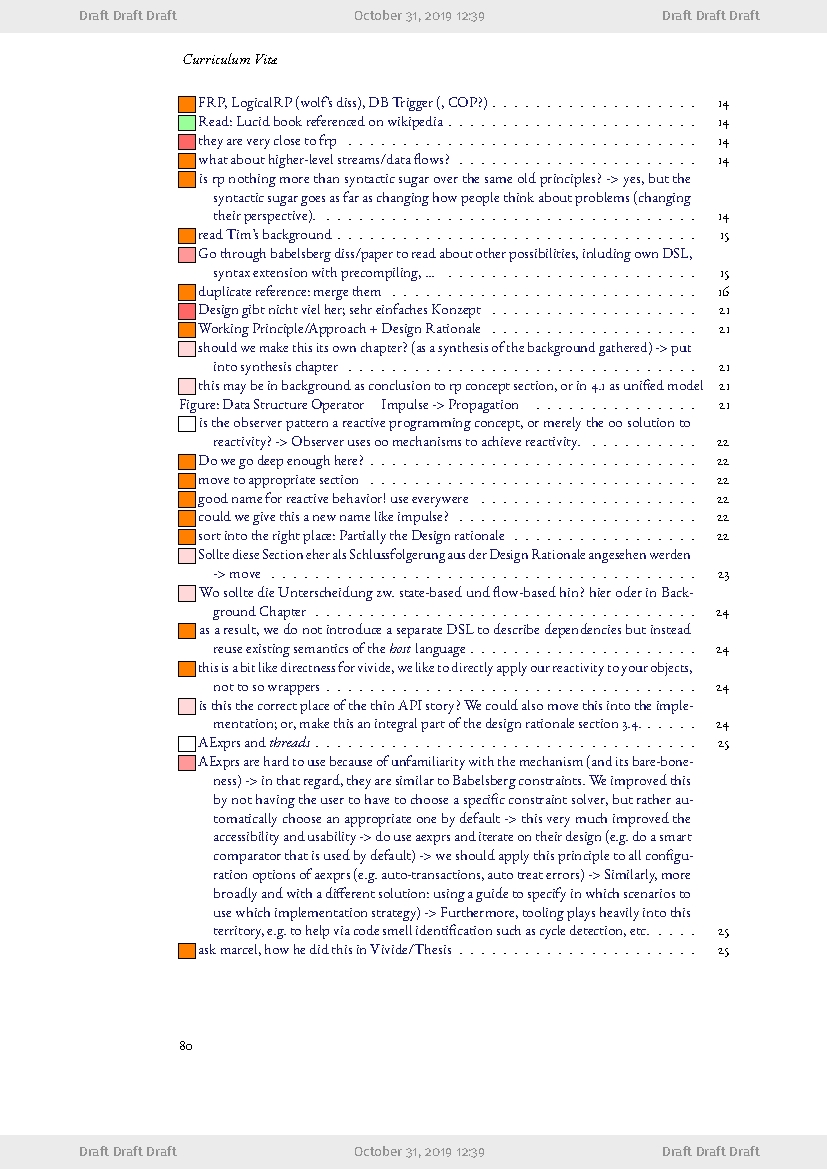 Draft Draft Draft October 31, 2019 12:39 Draft Draft Draft
Curriculum Vitæ
FRP, LogicalRP (wolf's diss), DB Trigger (, COP?) . . . . . . . . . . . . . . . . . . . 14
Read: Lucid book referenced on wikipedia . . . . . . . . . . . . . . . . . . . . . . . 14
they are very close to frp . . . . . . . . . . . . . . . . . . . . . . . . . . . . . . . . 14
what about higher-level streams/data flows? . . . . . . . . . . . . . . . . . . . . . . 14
is rp nothing more than syntactic sugar over the same old principles? -> yes, but the
syntactic sugar goes as far as changing how people think about problems (changing
their perspective). . . . . . . . . . . . . . . . . . . . . . . . . . . . . . . . . . . 14
read Tim's background . . . . . . . . . . . . . . . . . . . . . . . . . . . . . . . . . 15
Go through babelsberg diss/paper to read about other possibilities, inluding own DSL,
syntax extension with precompiling, ... . . . . . . . . . . . . . . . . . . . . . . . 15
duplicate reference: merge them . . . . . . . . . . . . . . . . . . . . . . . . . . . . 16
Design gibt nicht viel her; sehr einfaches Konzept . . . . . . . . . . . . . . . . . . . 21
Working Principle/Approach + Design Rationale . . . . . . . . . . . . . . . . . . . 21
should we make this its own chapter? (as a synthesis of the background gathered) -> put
into synthesis chapter . . . . . . . . . . . . . . . . . . . . . . . . . . . . . . . . 21
this may be in background as conclusion to rp concept section, or in 4.1 as unified model 21
Figure: Data Structure Operator Impulse -> Propagation . . . . . . . . . . . . . . . 21
is the observer pattern a reactive programming concept, or merely the oo solution to
reactivity? -> Observer uses oo mechanisms to achieve reactivity. . . . . . . . . . . 22
Do we go deep enough here? . . . . . . . . . . . . . . . . . . . . . . . . . . . . . . 22
move to appropriate section . . . . . . . . . . . . . . . . . . . . . . . . . . . . . . . 22
good name for reactive behavior! use everywere . . . . . . . . . . . . . . . . . . . . 22
could we give this a new name like impulse? . . . . . . . . . . . . . . . . . . . . . . 22
sort into the right place: Partially the Design rationale . . . . . . . . . . . . . . . . . 22
Sollte diese Section eher als Schlussfolgerung aus der Design Rationale angesehen werden
-> move . . . . . . . . . . . . . . . . . . . . . . . . . . . . . . . . . . . . . . . 23
Wo sollte die Unterscheidung zw. state-based und flow-based hin? hier oder in Back-
ground Chapter . . . . . . . . . . . . . . . . . . . . . . . . . . . . . . . . . . . 24
as a result, we do not introduce a separate DSL to describe dependencies but instead
reuse existing semantics of the host language . . . . . . . . . . . . . . . . . . . . . 24
this is a bit like directness for vivide, we like to directly apply our reactivity to your objects,
not to so wrappers . . . . . . . . . . . . . . . . . . . . . . . . . . . . . . . . . . 24
is this the correct place of the thin API story? We could also move this into the imple-
mentation; or, make this an integral part of the design rationale section 3.4. . . . . . 24
AExprs and threads . . . . . . . . . . . . . . . . . . . . . . . . . . . . . . . . . . . 25
AExprs are hard to use because of unfamiliarity with the mechanism (and its bare-bone-
ness) -> in that regard, they are similar to Babelsberg constraints. We improved this
by not having the user to have to choose a specific constraint solver, but rather au-
tomatically choose an appropriate one by default -> this very much improved the
accessibility and usability -> do use aexprs and iterate on their design (e.g. do a smart
comparator that is used by default) -> we should apply this principle to all configu-
ration options of aexprs (e.g. auto-transactions, auto treat errors) -> Similarly, more
broadly and with a different solution: using a guide to specify in which scenarios to
use which implementation strategy) -> Furthermore, tooling plays heavily into this
territory, e.g. to help via code smell identification such as cycle detection, etc. . . . . 25
ask marcel, how he did this in Vivide/Thesis . . . . . . . . . . . . . . . . . . . . . . 25
80
Draft Draft Draft October 31, 2019 12:39 Draft Draft Draft